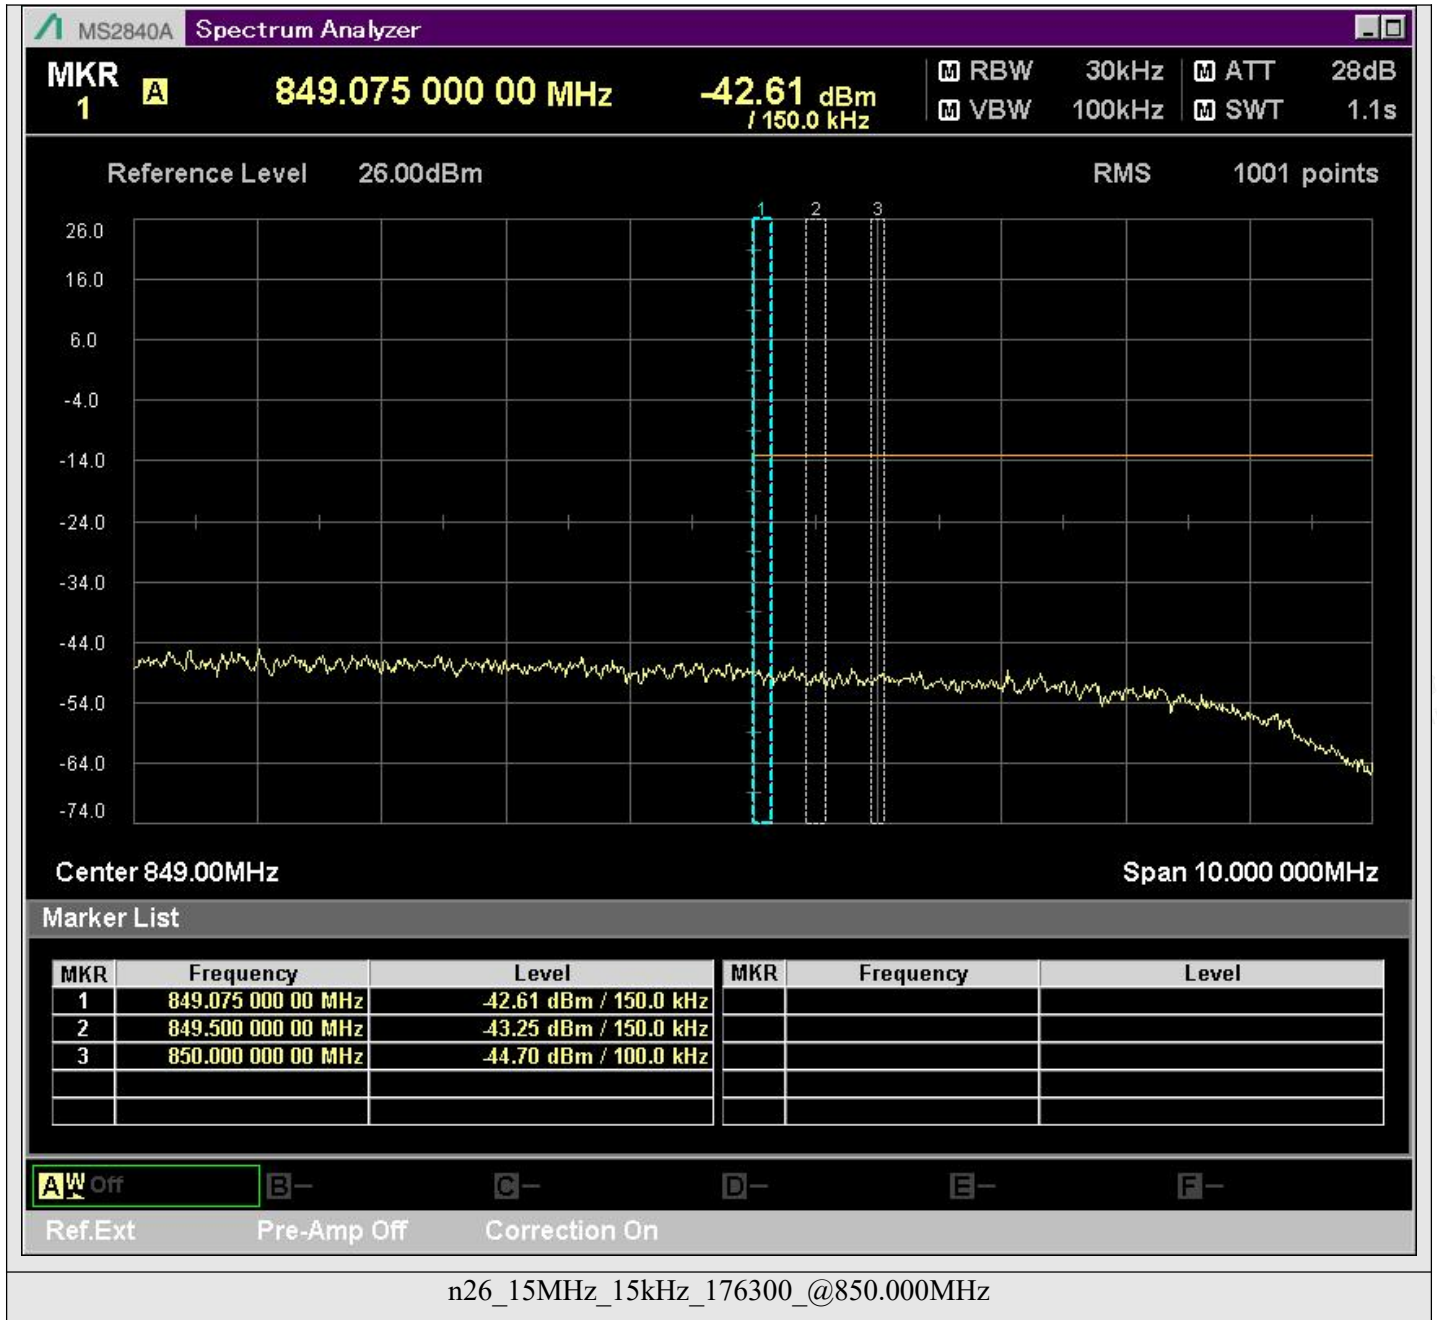 MS2840A Spectrum Analyzer
MKR 1 A 849.075 000 00 MHz -42.61 dBm / 150.0 kHz
M RBW 30kHz M ATT 28dB
M VBW 100kHz M SWT 1.1s
Reference Level 26.00dBm RMS 1001 points
1 2 3
26.0
16.0
6.0
-4.0
-14.0
-24.0
-34.0
-44.0
-54.0
-64.0
-74.0
Center 849.00MHz Span 10.000 000MHz
Marker List
MKR Frequency Level MKR Frequency Level
1 849.075 000 00 MHz -42.61 dBm / 150.0 kHz
2 849.500 000 00 MHz -43.25 dBm / 150.0 kHz
3 850.000 000 00 MHz -44.70 dBm / 100.0 kHz
A W Off B- C- D- E- F-
Ref.Ext Pre-Amp Off Correction On
n26_15MHz_15kHz_176300_@850.000MHz